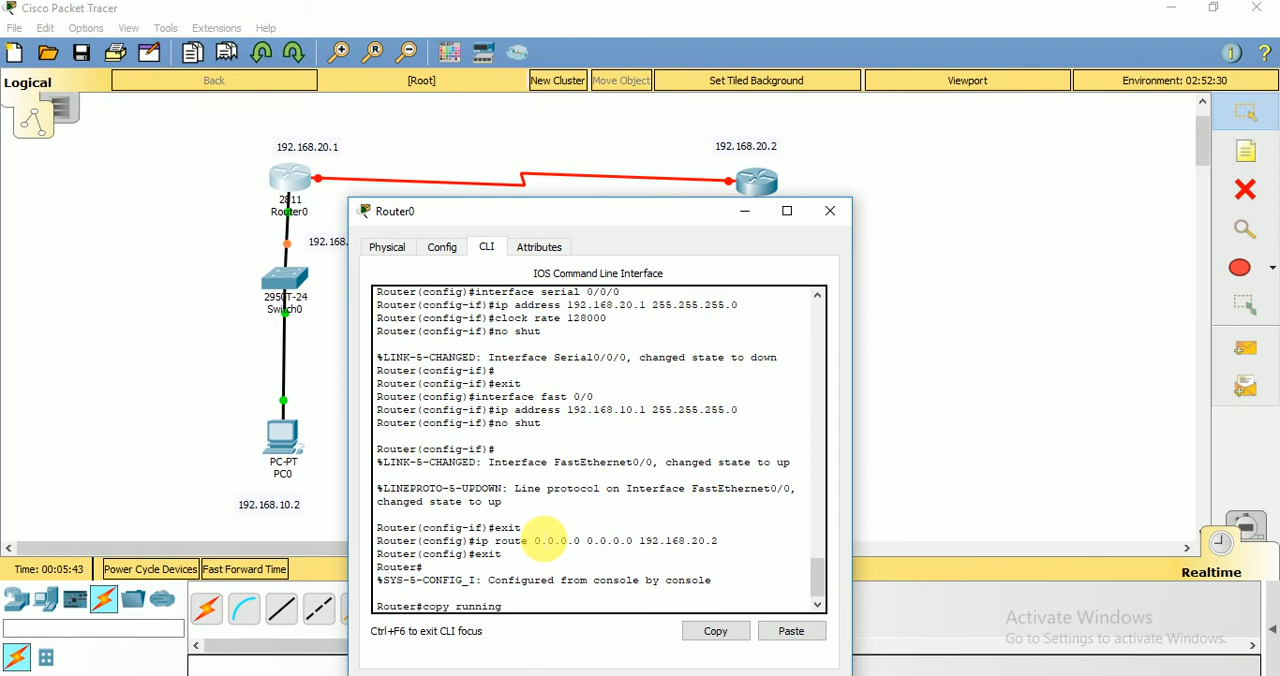 Cisco Packet Tracer
File Edit Options View Tools Extensions Help
Logical
Back
[Root]
New Cluster
Move Object
Set Tiled Background
Viewport
Environment: 02:52:30
192.168.20.1
192.168.20.2
2811
Router0
192.168.
2950T-24
Switch0
PC-PT
PC0
192.168.10.2
Router0
Physical Config CLI Attributes
IOS Command Line Interface
Router(config)#interface serial 0/0/0
Router(config-if)#ip address 192.168.20.1 255.255.255.0
Router(config-if)#clock rate 128000
Router(config-if)#no shut
%LINK-5-CHANGED: Interface Serial0/0/0, changed state to down
Router(config-if)#
Router(config-if)#exit
Router(config)#interface fast 0/0
Router(config-if)#ip address 192.168.10.1 255.255.255.0
Router(config-if)#no shut
Router(config-if)#
%LINK-5-CHANGED: Interface FastEthernet0/0, changed state to up
%LINEPROTO-5-UPDOWN: Line protocol on Interface FastEthernet0/0,
changed state to up
Router(config-if)#exit
Router(config)#ip route 0.0.0.0 0.0.0.0 192.168.20.2
Router(config)#exit
Router#
%SYS-5-CONFIG_I: Configured from console by console
Router#copy running
Ctrl+F6 to exit CLI focus
Copy
Paste
Time: 00:05:43
Power Cycle Devices
Fast Forward Time
Realtime
Activate Windows
Go to Settings to activate Windows.